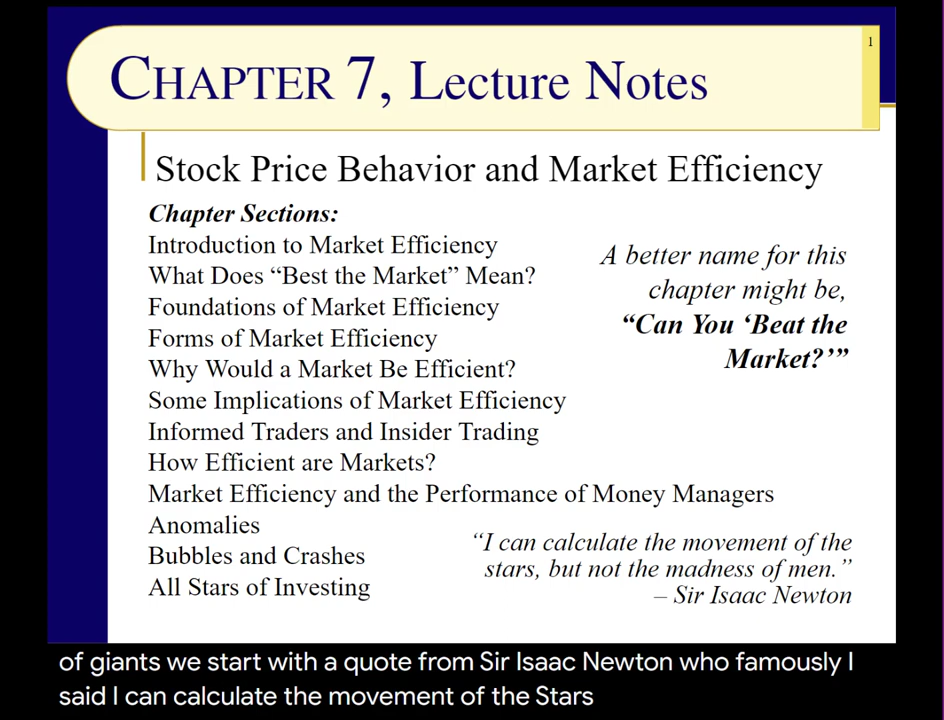 1
CHAPTER 7, Lecture Notes
Stock Price Behavior and Market Efficiency
Chapter Sections:
Introduction to Market Efficiency
What Does “Best the Market” Mean?
Foundations of Market Efficiency
Forms of Market Efficiency
Why Would a Market Be Efficient?
Some Implications of Market Efficiency
Informed Traders and Insider Trading
How Efficient are Markets?
Market Efficiency and the Performance of Money Managers
Anomalies
Bubbles and Crashes
All Stars of Investing
A better name for this
chapter might be,
“Can You ‘Beat the
Market?’”
“I can calculate the movement of the
stars, but not the madness of men.”
– Sir Isaac Newton
of giants we start with a quote from Sir Isaac Newton who famously I
said I can calculate the movement of the Stars